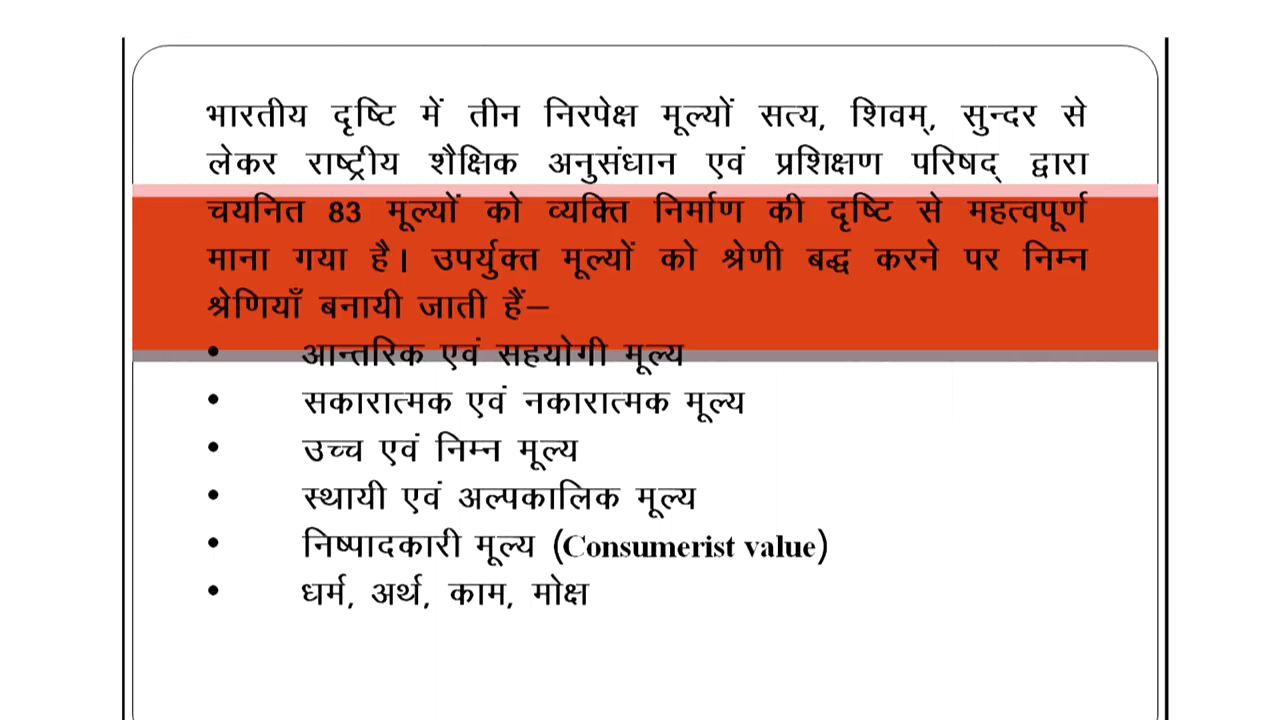 भारतीय दृष्टि में तीन निरपेक्ष मूल्यों सत्य, शिवम्, सुन्दर से
लेकर राष्ट्रीय शैक्षिक अनुसंधान एवं प्रशिक्षण परिषद् द्वारा
चयनित 83 मूल्यों को व्यक्ति निर्माण की दृष्टि से महत्वपूर्ण
माना गया है। उपर्युक्त मूल्यों को श्रेणी बद्ध करने पर निम्न
श्रेणियाँ बनायी जाती हैं–
• आन्तरिक एवं सहयोगी मूल्य
• सकारात्मक एवं नकारात्मक मूल्य
• उच्च एवं निम्न मूल्य
• स्थायी एवं अल्पकालिक मूल्य
• निष्पादकारी मूल्य (Consumerist value)
• धर्म, अर्थ, काम, मोक्ष